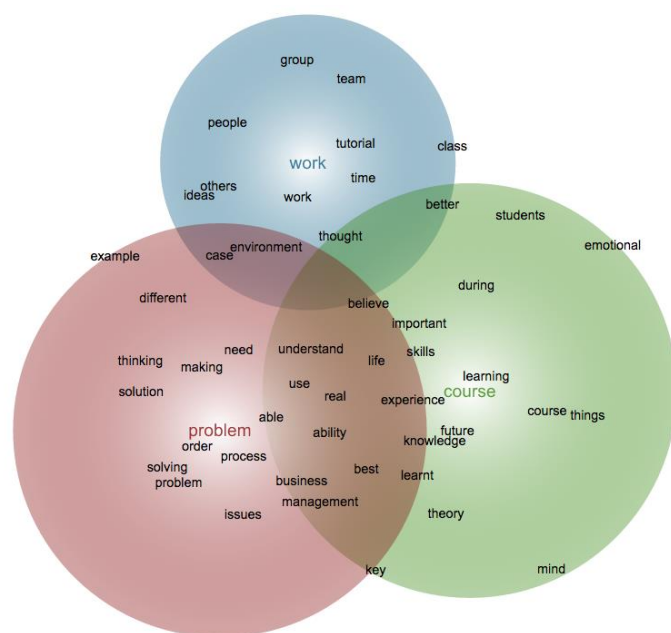 group
team
people
tutorial
class
work
time
others
ideas
work
better
students
thought
emotional
environment
case
example
during
different
believe
important
need
understand
skills
thinking
making
life
learning
use
solution
real
course
experience
course
things
able
problem
ability
future
knowledge
order
process
solving
best
learnt
problem
business
management
issues
theory
key
mind